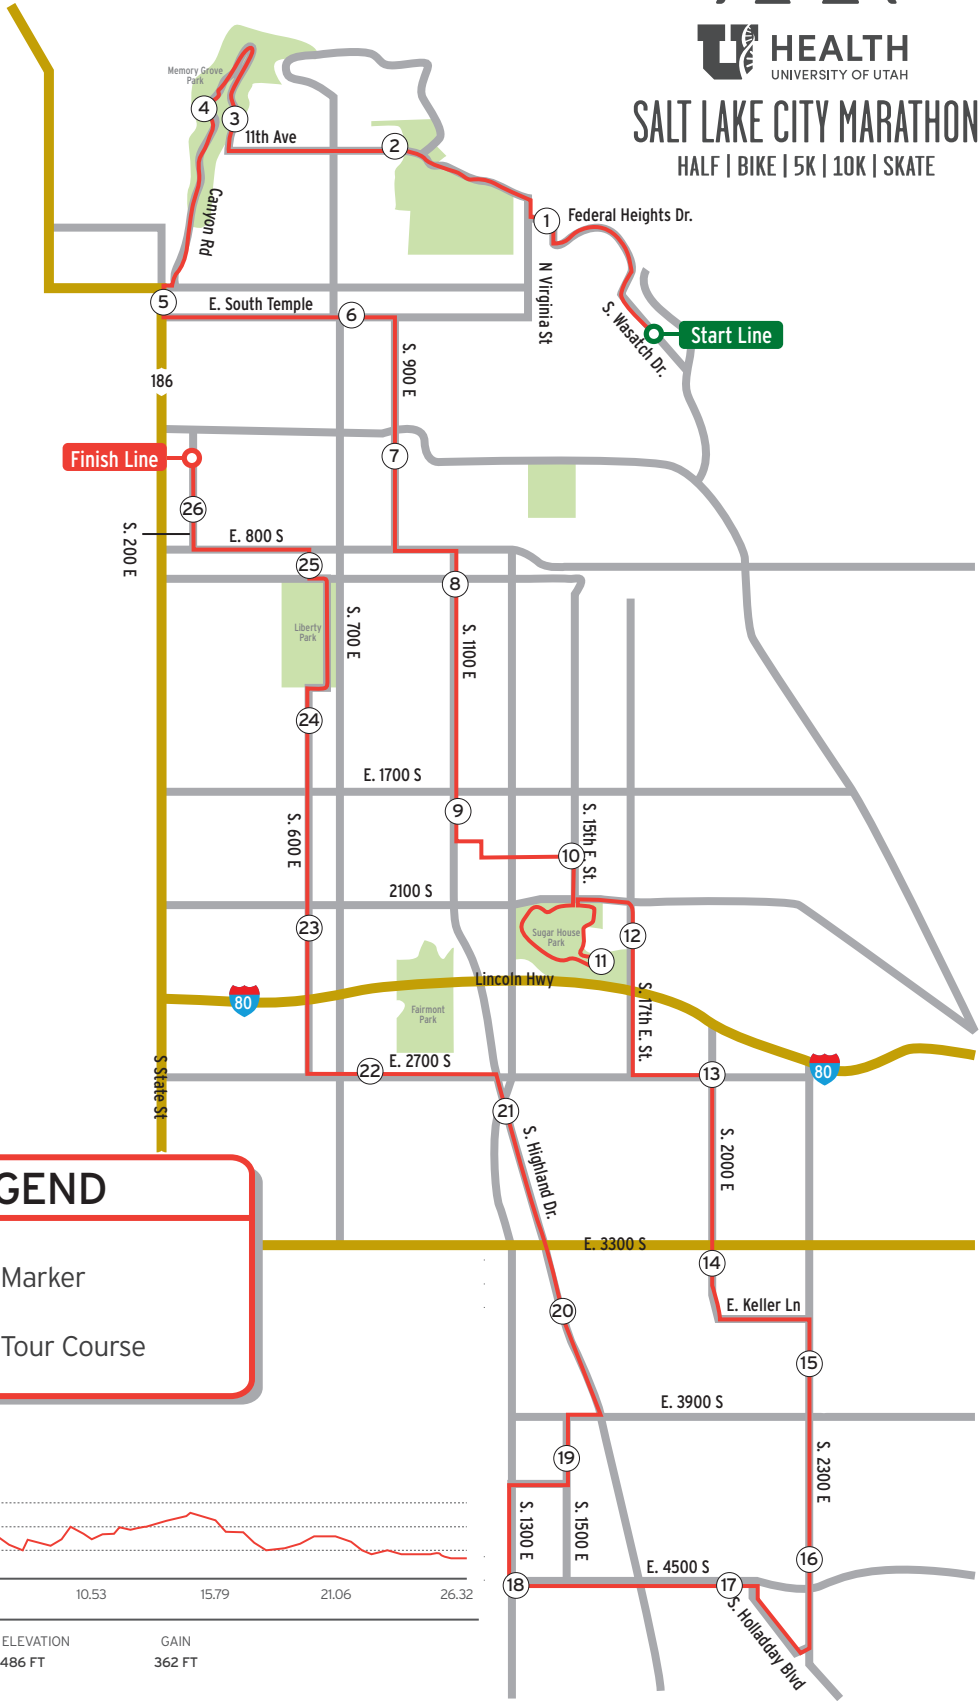 HEALTH
UNIVERSITY OF UTAH
SALT LAKE CITY MARATHON
HALF | BIKE | 5K | 10K | SKATE
Memory Grove
Park
4
3
11th Ave
2
Canyon Rd
1
Federal Heights Dr.
N Virginia St
5
E. South Temple
6
S. Wasatch Dr.
Start Line
S. 900 E
186
Finish Line
7
26
S. 200 E
E. 800 S
25
8
Liberty
Park
S. 700 E
S. 1100 E
24
E. 1700 S
9
S. 600 E
S. 15th E. St.
10
2100 S
23
Sugar House
Park
12
11
Lincoln Hwy
80
Fairmont
Park
S. 17th E. St.
S State St
22
E. 2700 S
13
80
21
S. Highland Dr.
S. 2000 E
GEND
E. 3300 S
14
Marker
20
E. Keller Ln
Tour Course
15
E. 3900 S
19
S. 2300 E
S. 1300 E
S. 1500 E
16
18
E. 4500 S
17
S. Holladay Blvd
10.53
15.79
21.06
26.32
ELEVATION
GAIN
486 FT
362 FT